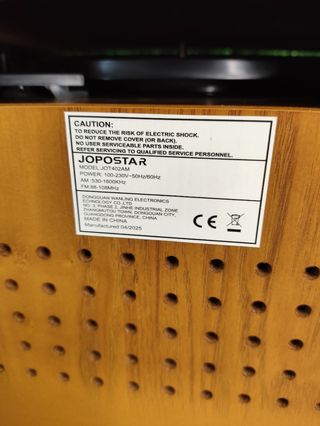 CAUTION:
TO REDUCE THE RISK OF ELECTRIC SHOCK.
DO NOT REMOVE COVER (OR BACK).
NO USER SERVICEABLE PARTS INSIDE.
REFER SERVICING TO QUALIFIED SERVICE PERSONNEL.
JOPOSTAR
MODEL:JOT402AM
POWER: 100-230V~50Hz/60Hz
AM :530-1600KHz
FM:88-108MHz
DONGGUAN WANLING ELECTRONICS
ECHNOLOGY CO.,LTD
NO. 3, PHASE 2, JINHE INDUSTRIAL ZONE
ZHANGMUTOU TOWN, DONGGUAN CITY,
GUANGDONG PROVINCE, CHINA
MADE IN CHINA
Manufactured 04/2025
CE